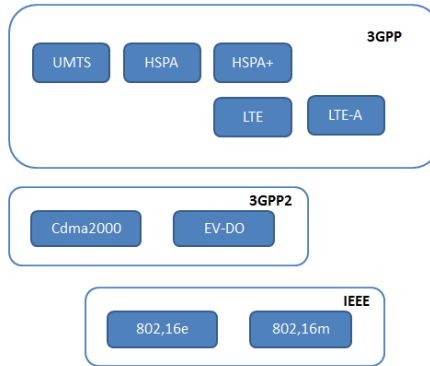 3GPP
UMTS HSPA HSPA+
LTE LTE-A
3GPP2
Cdma2000 EV-DO
IEEE
802,16e 802,16m